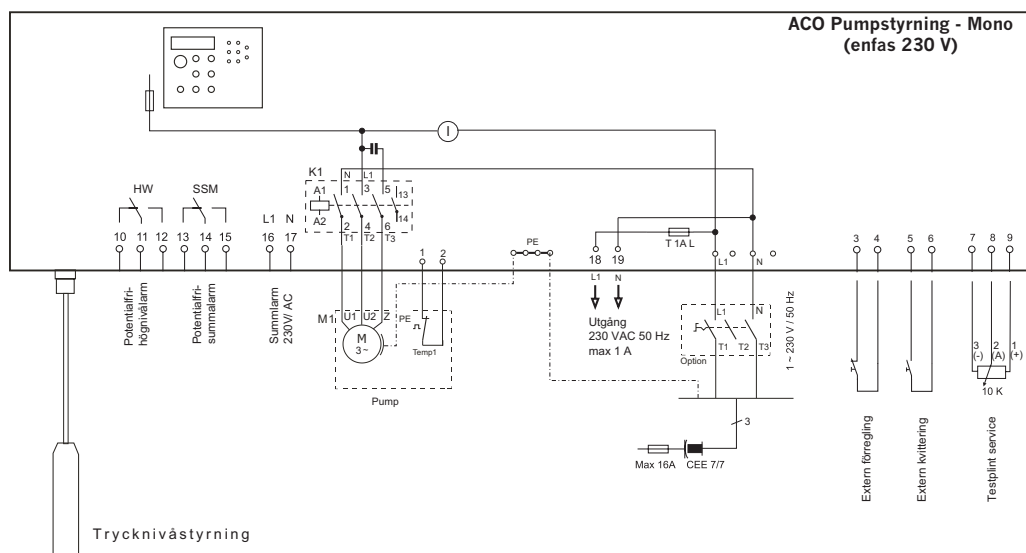 ACO Pumpstyrning - Mono
(enfas 230 V)
I
K1
N
L1
A1
1
3
5
13
A2
14
2
4
6
T1
T2
T3
HW
SSM
L1
N
10
11
12
13
14
15
16
17
1
2
PE
18
19
T 1A L
L1
N
3
4
5
6
7
8
9
Potentialfri-
högnivålarm
Potentialfri-
summalarm
Summlarm
230V/ AC
M1
U1
U2
Z
M
3~
PE
Temp1
Pump
L1
N
Utgång
230 VAC 50 Hz
max 1 A
L1
N
T1
T2
T3
Option
1 ~ 230 V / 50 Hz
3
Max 16A
CEE 7/7
Extern förregling
Extern kvittering
3
(-)
2
(A)
1
(+)
10 K
Testplint service
Trycknivåstyrning